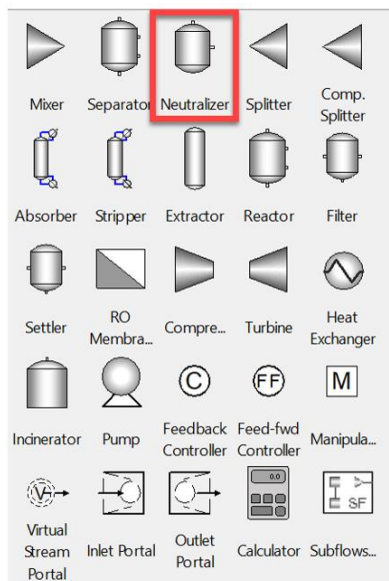 Mixer Separator Neutralizer Splitter Comp.
Splitter
Absorber Stripper Extractor Reactor Filter
Settler RO
Membra... Compre... Turbine Heat
Exchanger
C FF M
Incinerator Pump Feedback
Controller Feed-fwd
Controller Manipula...
V 0.0 SF
Virtual
Stream
Portal Inlet Portal Outlet
Portal Calculator Subflows...